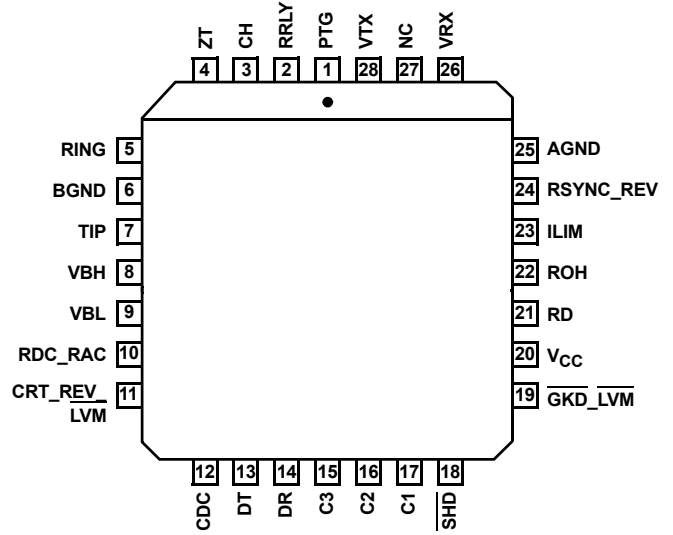 ZT CH RRLY PTG VTX NC VRX
4 3 2 1 28 27 26
RING 5
BGND 6
TIP 7
VBH 8
VBL 9
RDC_RAC 10
CRT_REV_ 11
LVM
25 AGND
24 RSYNC_REV
23 ILIM
22 ROH
21 RD
20 VCC
19 GKD_LVM
12 13 14 15 16 17 18
CDC DT DR C3 C2 C1 SHD